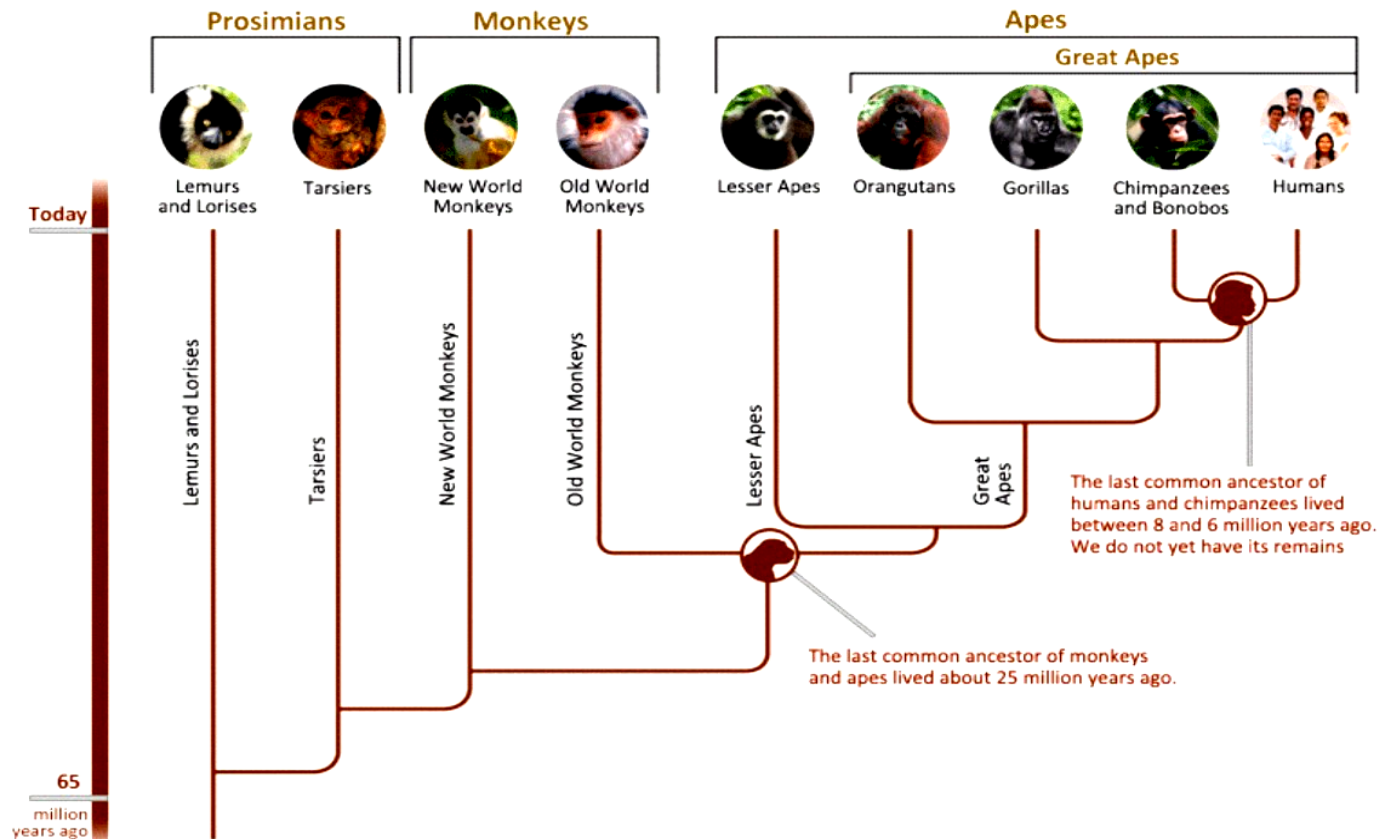 Prosimians
Monkeys
Apes
Great Apes
Lemurs
and Lorises
Tarsiers
New World
Monkeys
Old World
Monkeys
Lesser Apes
Orangutans
Gorillas
Chimpanzees
and Bonobos
Humans
Today
Lemurs and Lorises
Tarsiers
New World Monkeys
Old World Monkeys
Lesser Apes
Great
Apes
The last common ancestor of
humans and chimpanzees lived
between 8 and 6 million years ago.
We do not yet have its remains
The last common ancestor of monkeys
and apes lived about 25 million years ago.
65
million
years ago